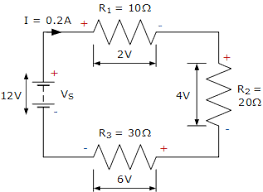 R₁ = 10Ω
I = 0.2A + -
2V
+
+
12V Vs 4V R₂ = 20Ω
-
-
R₃ = 30Ω
- +
6V